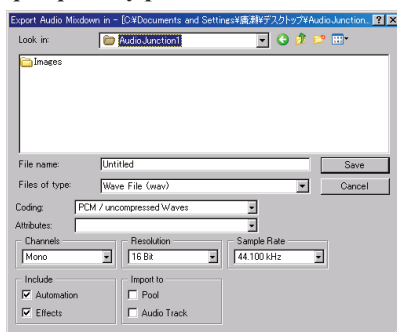 Export Audio Mixdown in - [C:¥Documents and Settings¥廣瀬¥デスクトップ¥AudioJunction.
Look in:
AudioJunction1
Images
File name:
Untitled
Save
Files of type:
Wave File (wav)
Cancel
Coding:
PCM / uncompressed Waves
Attributes:
Channels
Resolution
Sample Rate
Mono
16 Bit
44.100 kHz
Include
Import to
Automation
Pool
Effects
Audio Track